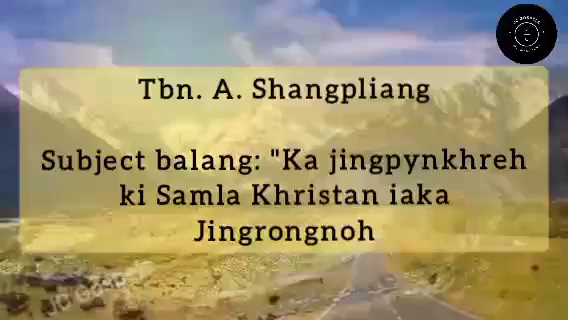 Tbn. A. Shangpliang
Subject balang: "Ka jingpynkhreh
ki Samla Khristan iaka
Jingrongnoh